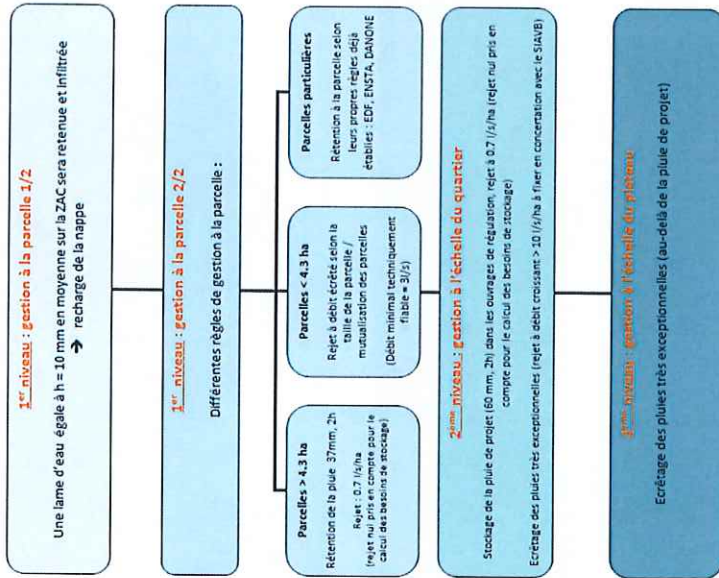 1er niveau : gestion à la parcelle 1/2
Une lame d'eau égale à h = 10 mm en moyenne sur la ZAC sera retenue et infiltrée
➔ recharge de la nappe
1er niveau : gestion à la parcelle 2/2
Différentes règles de gestion à la parcelle :
Parcelles > 4.3 ha
Rétention de la pluie 37mm, 2h
Rejet : 0.7 l/s/ha
(rejet nul pris en compte pour le
calcul des besoins de stockage)
Parcelles < 4.3 ha
Rejet à débit écrêté selon la
taille de la parcelle /
mutualisation des parcelles
(Débit minimal techniquement
fiable = 3l/s)
Parcelles particulières
Rétention à la parcelle selon
leurs propres règles déjà
établies : EDF, ENSTA, DANONE
2ème niveau : gestion à l'échelle du quartier
Stockage de la pluie de projet (60 mm, 2h) dans les ouvrages de régulation, rejet à 0.7 l/s/ha (rejet nul pris en
compte pour le calcul des besoins de stockage)
Ecrêtage des pluies très exceptionnelles (rejet à débit croissant > 10 l/s/ha à fixer en concertation avec le SIAVB)
3ème niveau : gestion à l'échelle du plateau
Ecrêtage des pluies très exceptionnelles (au-delà de la pluie de projet)